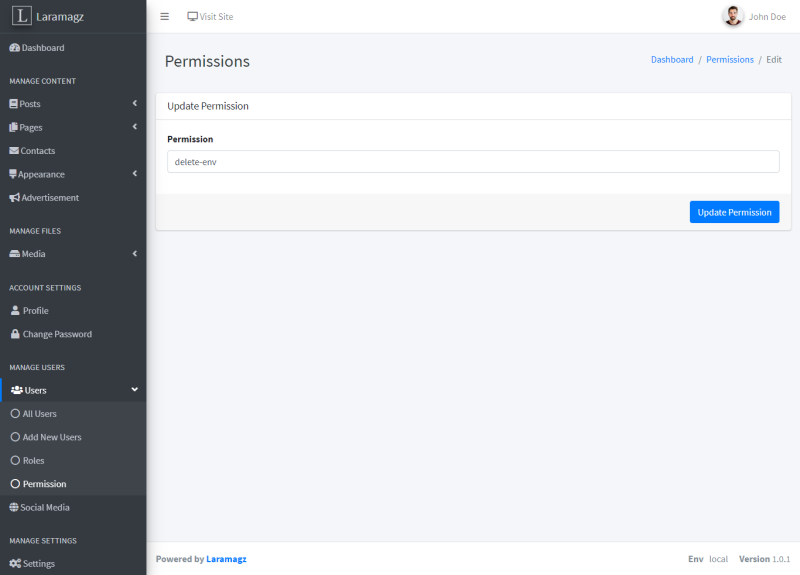 L Laramagz
Visit Site
John Doe
Dashboard
MANAGE CONTENT
Posts
Pages
Contacts
Appearance
Advertisement
MANAGE FILES
Media
ACCOUNT SETTINGS
Profile
Change Password
MANAGE USERS
Users
All Users
Add New Users
Roles
Permission
Social Media
MANAGE SETTINGS
Settings
Permissions
Dashboard / Permissions / Edit
Update Permission
Permission
delete-env
Update Permission
Powered by Laramagz
Env local Version 1.0.1